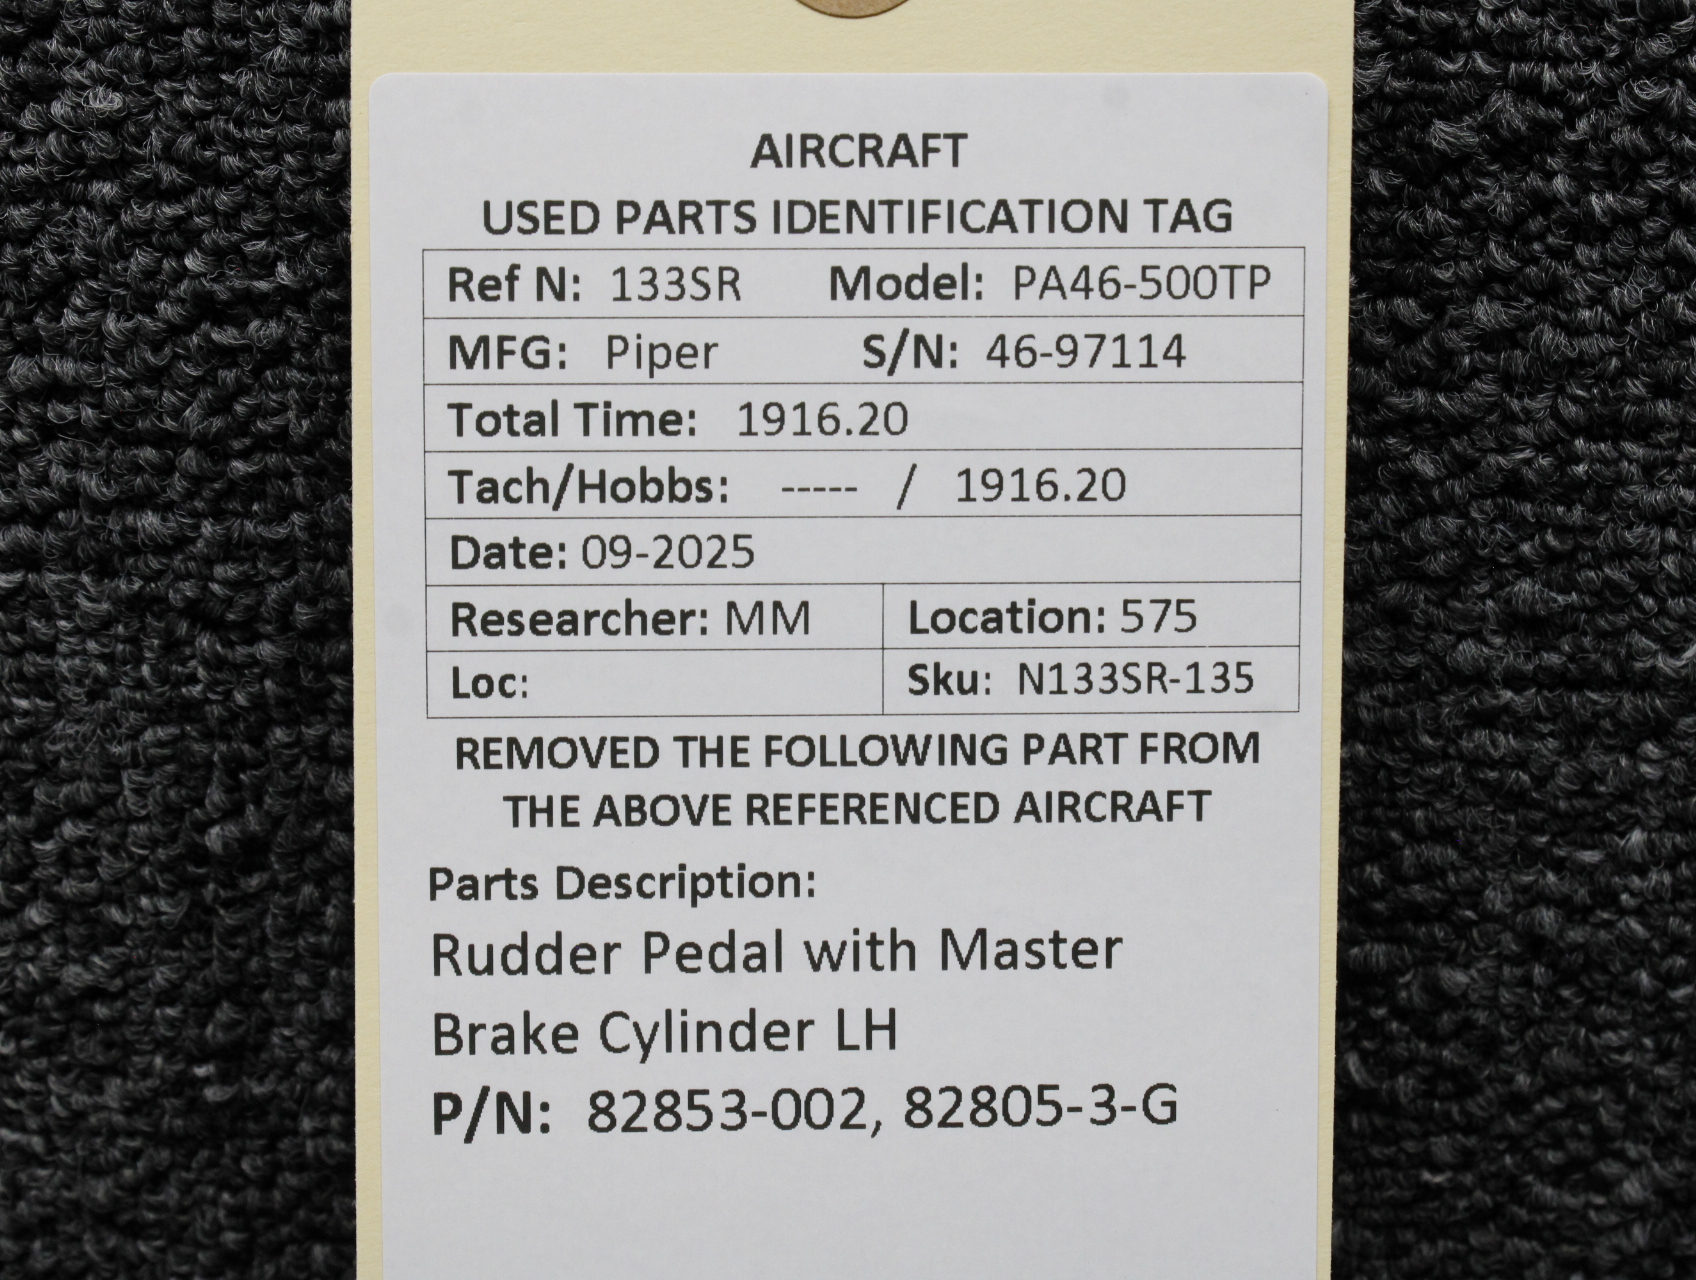 AIRCRAFT
USED PARTS IDENTIFICATION TAG
Ref N: 133SR Model: PA46-500TP
MFG: Piper S/N: 46-97114
Total Time: 1916.20
Tach/Hobbs: ----- / 1916.20
Date: 09-2025
Researcher: MM Location: 575
Loc: Sku: N133SR-135
REMOVED THE FOLLOWING PART FROM
THE ABOVE REFERENCED AIRCRAFT
Parts Description:
Rudder Pedal with Master
Brake Cylinder LH
P/N: 82853-002, 82805-3-G